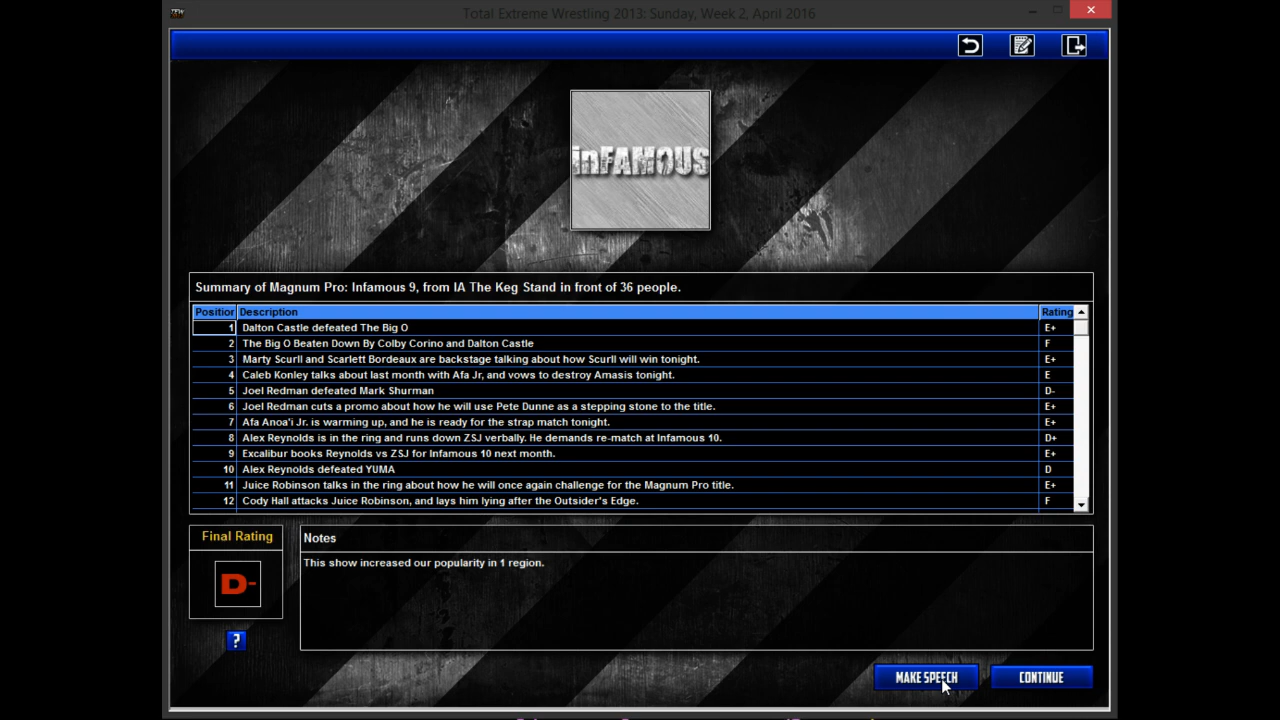 Total Extreme Wrestling 2013: Sunday, Week 2, April 2016
inFAMOUS
Summary of Magnum Pro: Infamous 9, from IA The Keg Stand in front of 36 people.
Position Description Rating
1 Dalton Castle defeated The Big O E+
2 The Big O Beaten Down By Colby Corino and Dalton Castle F
3 Marty Scurll and Scarlett Bordeaux are backstage talking about how Scurll will win tonight. E+
4 Caleb Konley talks about last month with Afa Jr, and vows to destroy Amasis tonight. E
5 Joel Redman defeated Mark Shurman D-
6 Joel Redman cuts a promo about how he will use Pete Dunne as a stepping stone to the title. E+
7 Afa Anoa'i Jr. is warming up, and he is ready for the strap match tonight. E+
8 Alex Reynolds is in the ring and runs down ZSJ verbally. He demands re-match at Infamous 10. D+
9 Excalibur books Reynolds vs ZSJ for Infamous 10 next month. E+
10 Alex Reynolds defeated YUMA D
11 Juice Robinson talks in the ring about how he will once again challenge for the Magnum Pro title. E+
12 Cody Hall attacks Juice Robinson, and lays him lying after the Outsider's Edge. F
Final Rating
D-
Notes
This show increased our popularity in 1 region.
?
MAKE SPEECH
CONTINUE